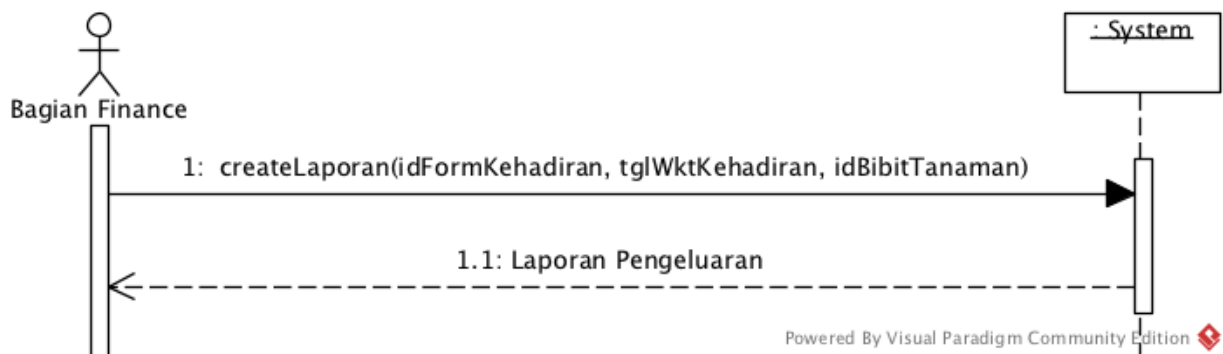 : System
Bagian Finance
1: createLaporan(idFormKehadiran, tglWktKehadiran, idBibitTanaman)
1.1: Laporan Pengeluaran
Powered By Visual Paradigm Community Edition